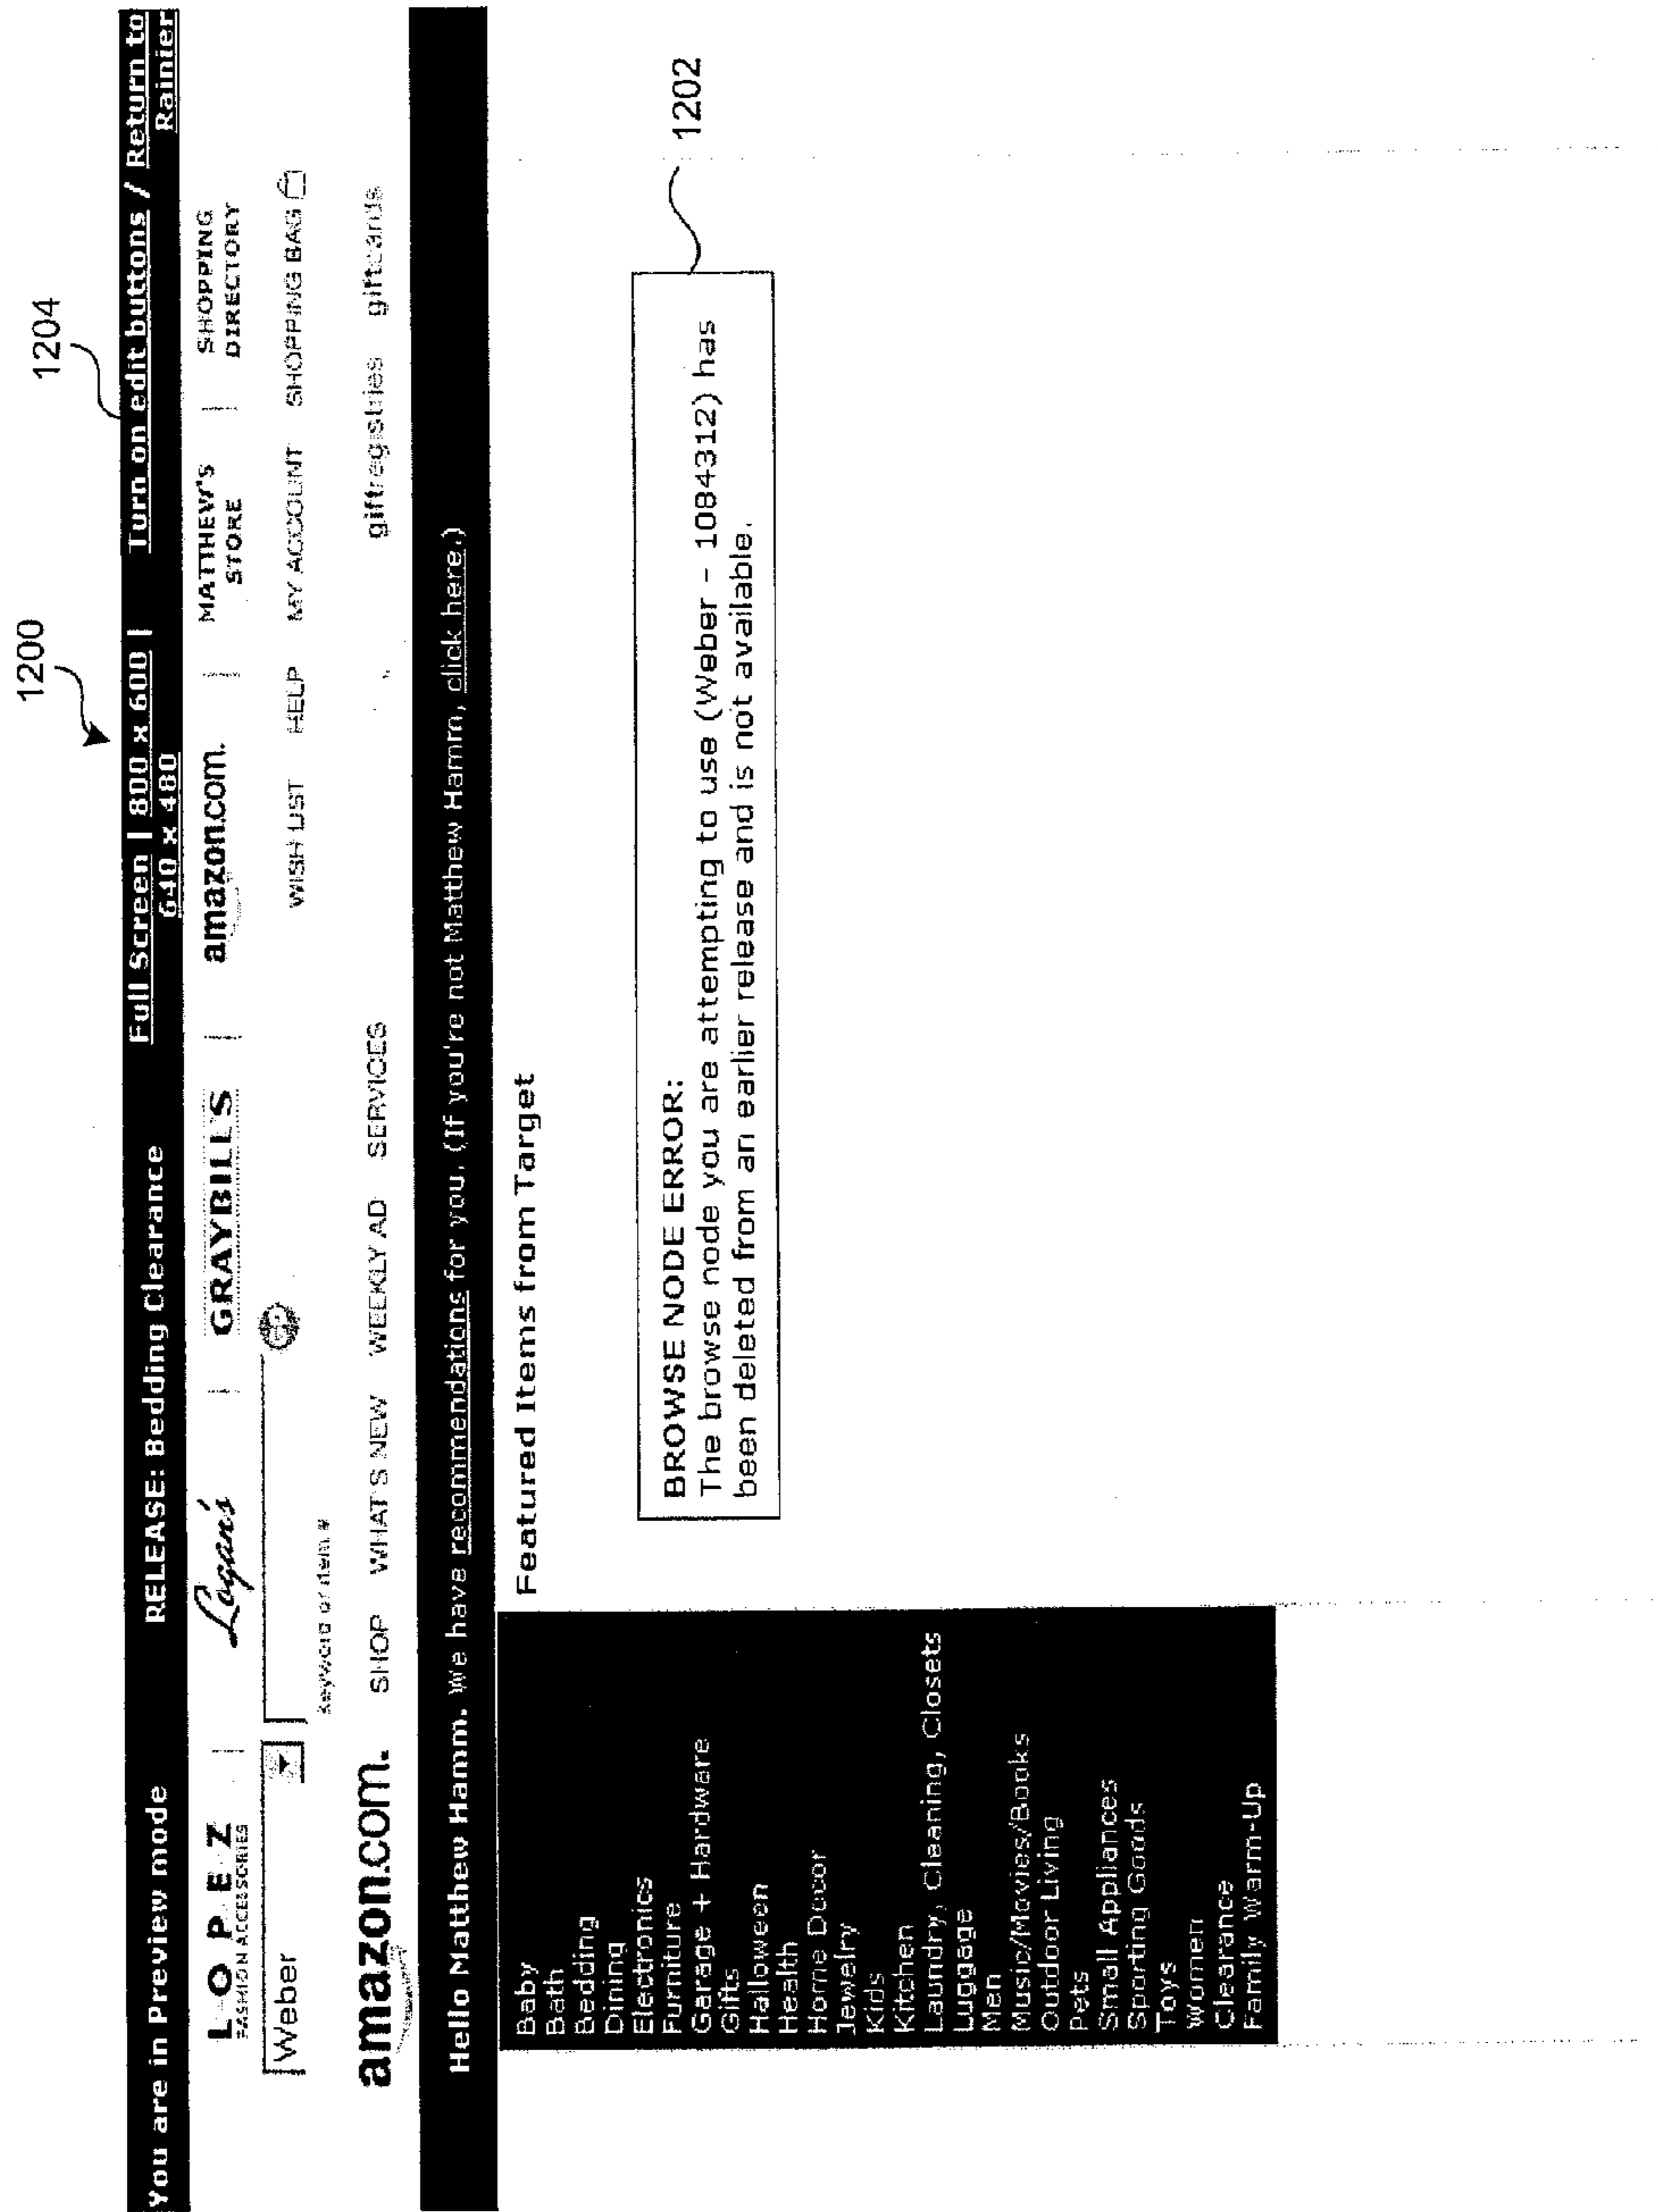 1200
1204
You are in Preview mode RELEASE: Bedding Clearance Full Screen | 800 x 600 | Turn on edit buttons / Return to
640 x 480 Rainier
LOPEZ | Logan's | GRAYBILL'S | amazon.com. | MATTHEW'S | SHOPPING
FASHION ACCESSORIES STORE DIRECTORY
Weber GO WISH LIST HELP MY ACCOUNT SHOPPING BAG
keyword or item #
amazon.com. SHOP WHAT'S NEW WEEKLY AD SERVICES giftregistries giftcards
Hello Matthew Hamm. We have recommendations for you. (If you're not Matthew Hamm, click here.)
Featured Items from Target
Baby
Bath
Bedding
Dining
Electronics
Furniture
Garage + Hardware
Gifts
Halloween
Health
Home Decor
Jewelry
Kids
Kitchen
Laundry, Cleaning, Closets
Luggage
Men
Music/Movies/Books
Outdoor Living
Pets
Small Appliances
Sporting Goods
Toys
Women
Clearance
Family Warm-Up
BROWSE NODE ERROR:
The browse node you are attempting to use (Weber - 1084312) has
been deleted from an earlier release and is not available.
1202